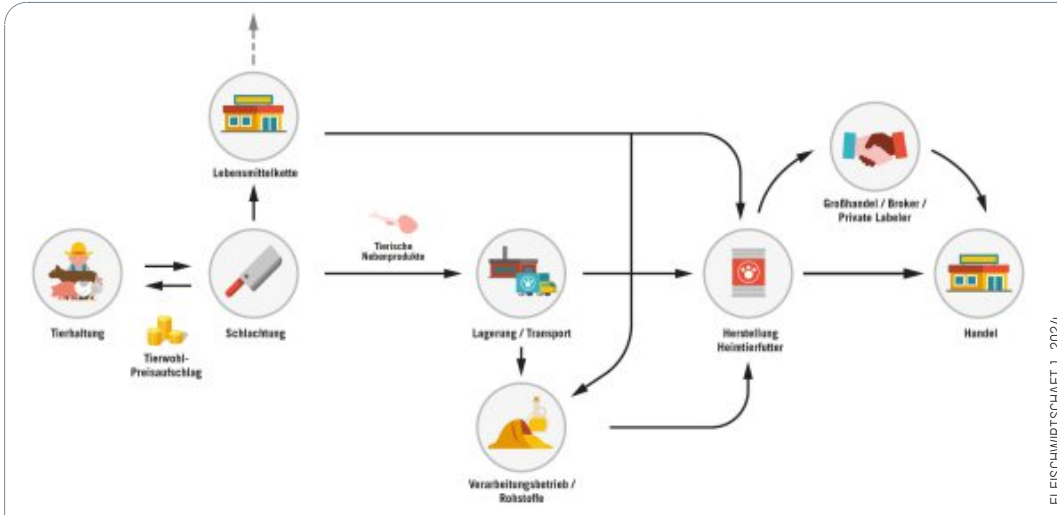 Lebensmittelkette
Großhandel / Broker /
Private Labeler
Tierische
Nebenprodukte
Tierhaltung
Schlachtung
Lagerung / Transport
Herstellung
Heimtierfutter
Handel
Tierwohl-
Preisaufschlag
Verarbeitungsbetrieb /
Rohstoffe
FLEISCHWIRTSCHAFT 1_2024